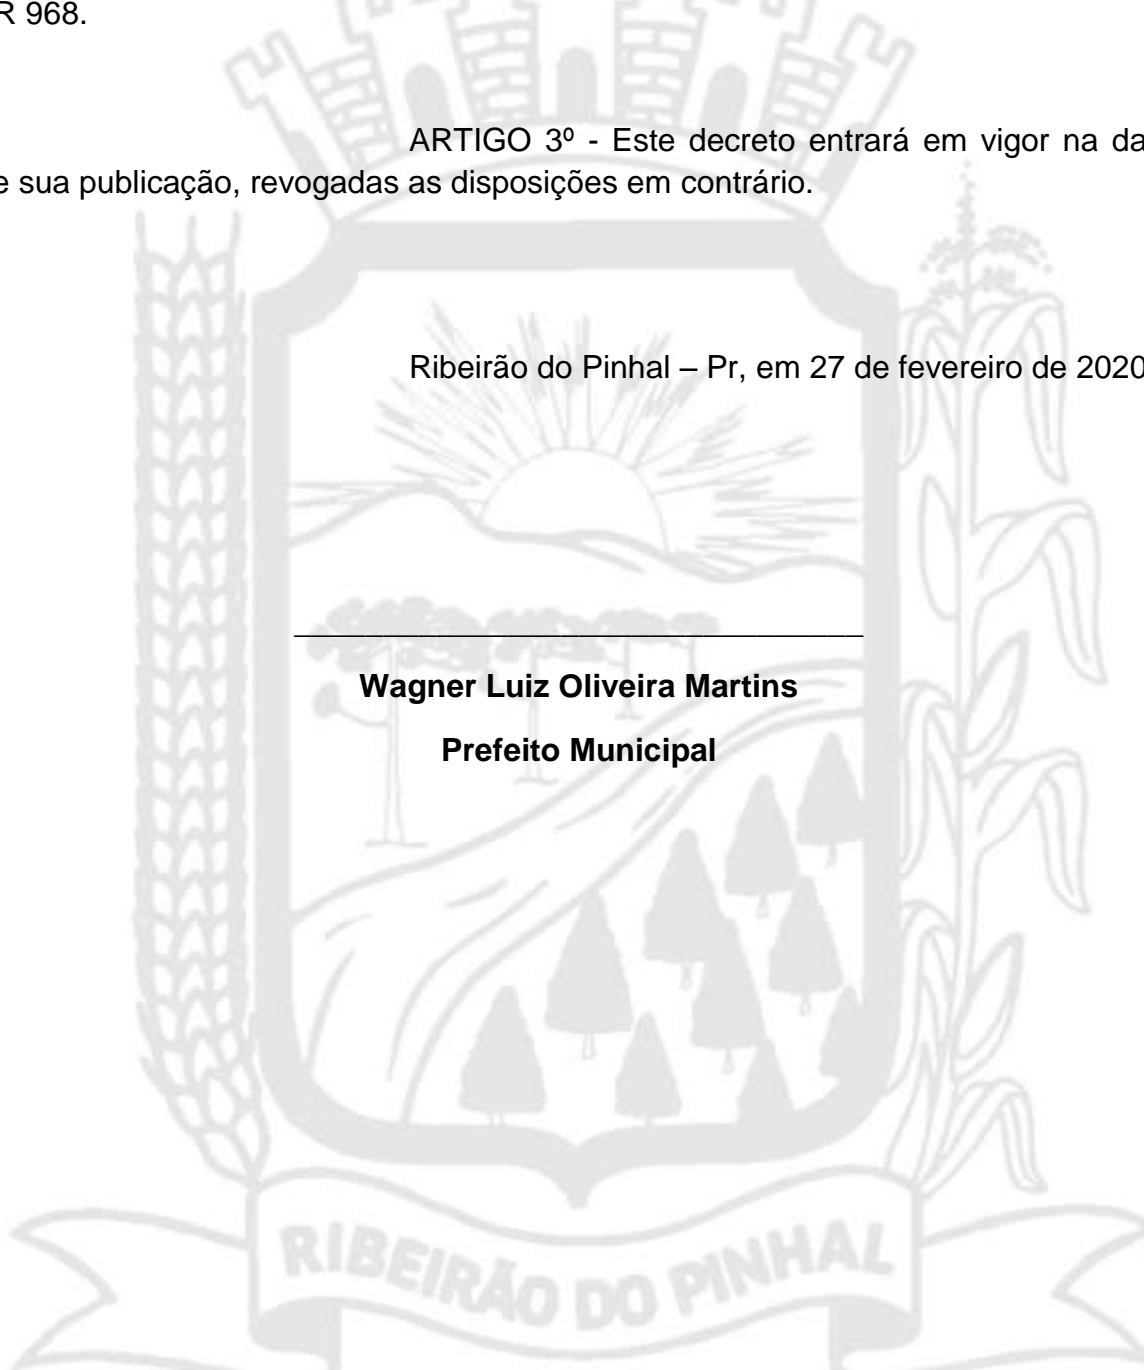 R 968.
ARTIGO 3º - Este decreto entrará em vigor na da
e sua publicação, revogadas as disposições em contrário.
Ribeirão do Pinhal – Pr, em 27 de fevereiro de 2020
Wagner Luiz Oliveira Martins
Prefeito Municipal
RIBEIRÃO DO PINHAL